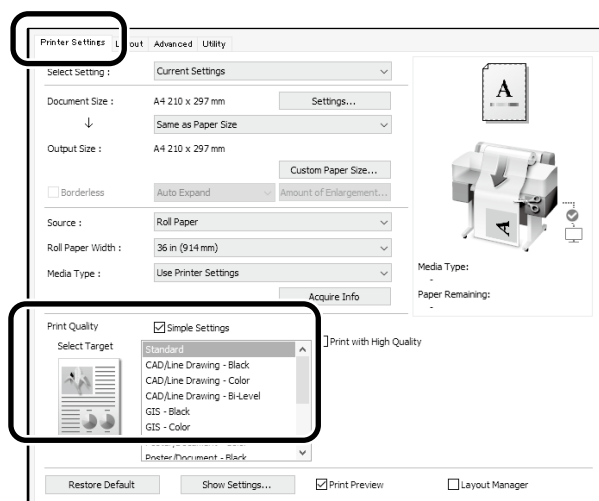 Printer Settings
Advanced
Utility
Select Setting :
Current Settings
Document Size :
A4 210 x 297 mm
Settings...
Same as Paper Size
Output Size :
A4 210 x 297 mm
Custom Paper Size...
Borderless
Auto Expand
Amount of Enlargement...
Source :
Roll Paper
Roll Paper Width :
36 in (914 mm)
Media Type :
Use Printer Settings
Acquire Info
A
A
Media Type:
-
Paper Remaining:
-
Print Quality
Simple Settings
Select Target
Standard
CAD/Line Drawing - Black
CAD/Line Drawing - Color
CAD/Line Drawing - Bi-Level
GIS - Black
GIS - Color
Poster/Document - Black
Print with High Quality
Restore Default
Show Settings...
Print Preview
Layout Manager